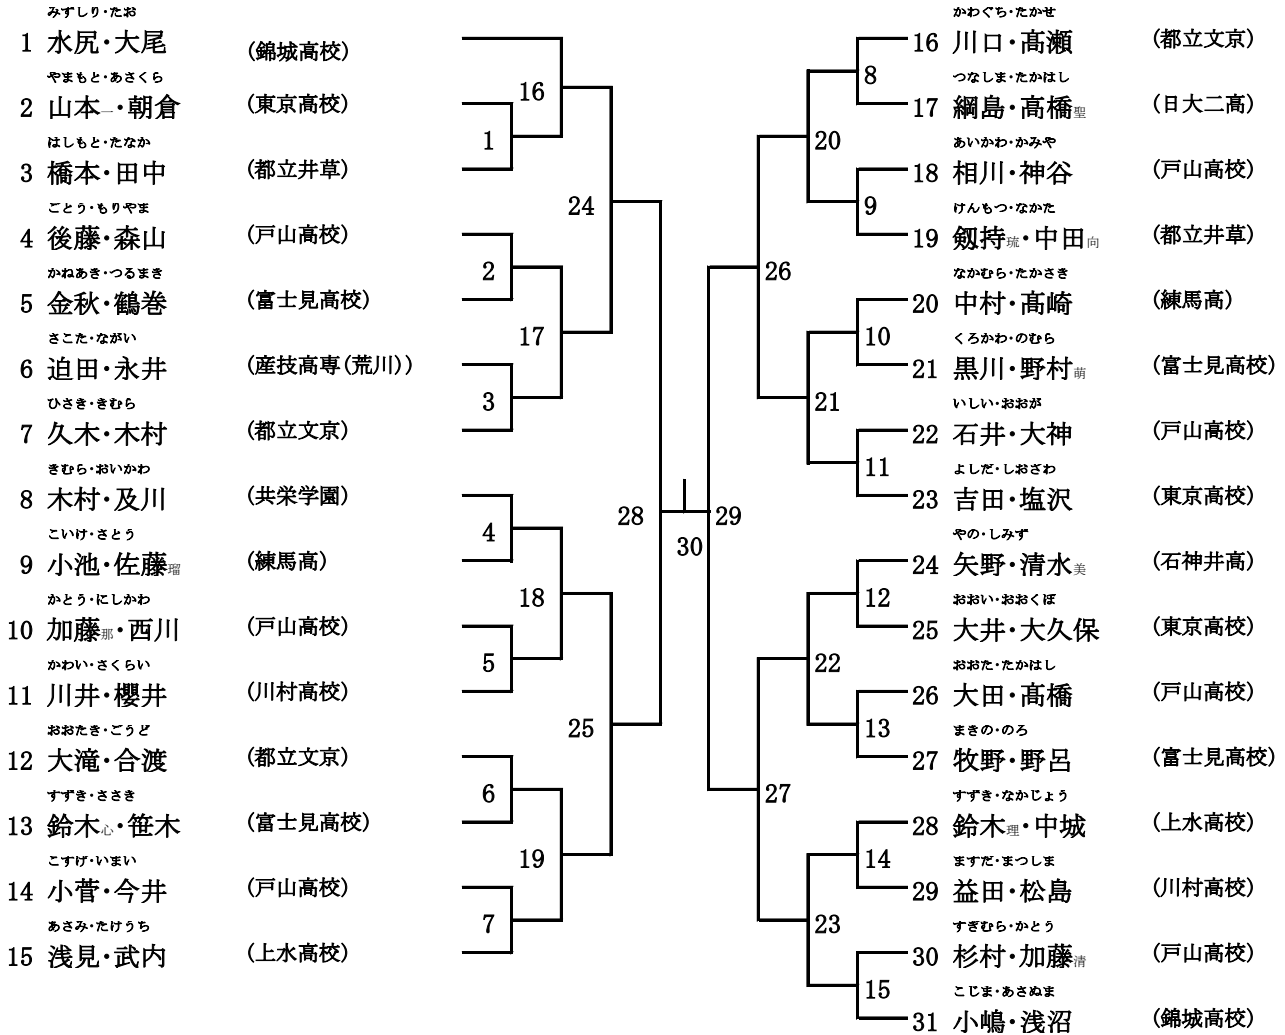 みずしり・たお
1 水尻・大尾 (錦城高校)
やまもと・あさくら
2 山本一・朝倉 (東京高校)
はしもと・たなか
3 橋本・田中 (都立井草)
ごとう・もりやま
4 後藤・森山 (戸山高校)
かねあき・つるまき
5 金秋・鶴巻 (富士見高校)
さこた・ながい
6 迫田・永井 (産技高専(荒川))
ひさき・きむら
7 久木・木村 (都立文京)
きむら・おいかわ
8 木村・及川 (共栄学園)
こいけ・さとう
9 小池・佐藤瑠 (練馬高)
かとう・にしかわ
10 加藤那・西川 (戸山高校)
かわい・さくらい
11 川井・櫻井 (川村高校)
おおたき・ごうど
12 大滝・合渡 (都立文京)
すずき・ささき
13 鈴木心・笹木 (富士見高校)
こすげ・いまい
14 小菅・今井 (戸山高校)
あさみ・たけうち
15 浅見・武内 (上水高校)
16
1
24
2
17
3
28
4
18
5
25
6
19
7
30
29
8
20
9
26
10
21
11
12
22
13
27
14
23
15
かわぐち・たかせ
16 川口・髙瀬 (都立文京)
つなしま・たかはし
17 綱島・高橋聖 (日大二高)
あいかわ・かみや
18 相川・神谷 (戸山高校)
けんもつ・なかた
19 剱持琉・中田向 (都立井草)
なかむら・たかさき
20 中村・髙崎 (練馬高)
くろかわ・のむら
21 黒川・野村萌 (富士見高校)
いしい・おおが
22 石井・大神 (戸山高校)
よしだ・しおざわ
23 吉田・塩沢 (東京高校)
やの・しみず
24 矢野・清水美 (石神井高)
おおい・おおくぼ
25 大井・大久保 (東京高校)
おおた・たかはし
26 大田・髙橋 (戸山高校)
まきの・のろ
27 牧野・野呂 (富士見高校)
すずき・なかじょう
28 鈴木理・中城 (上水高校)
ますだ・まつしま
29 益田・松島 (川村高校)
すぎむら・かとう
30 杉村・加藤清 (戸山高校)
こじま・あさぬま
31 小嶋・浅沼 (錦城高校)